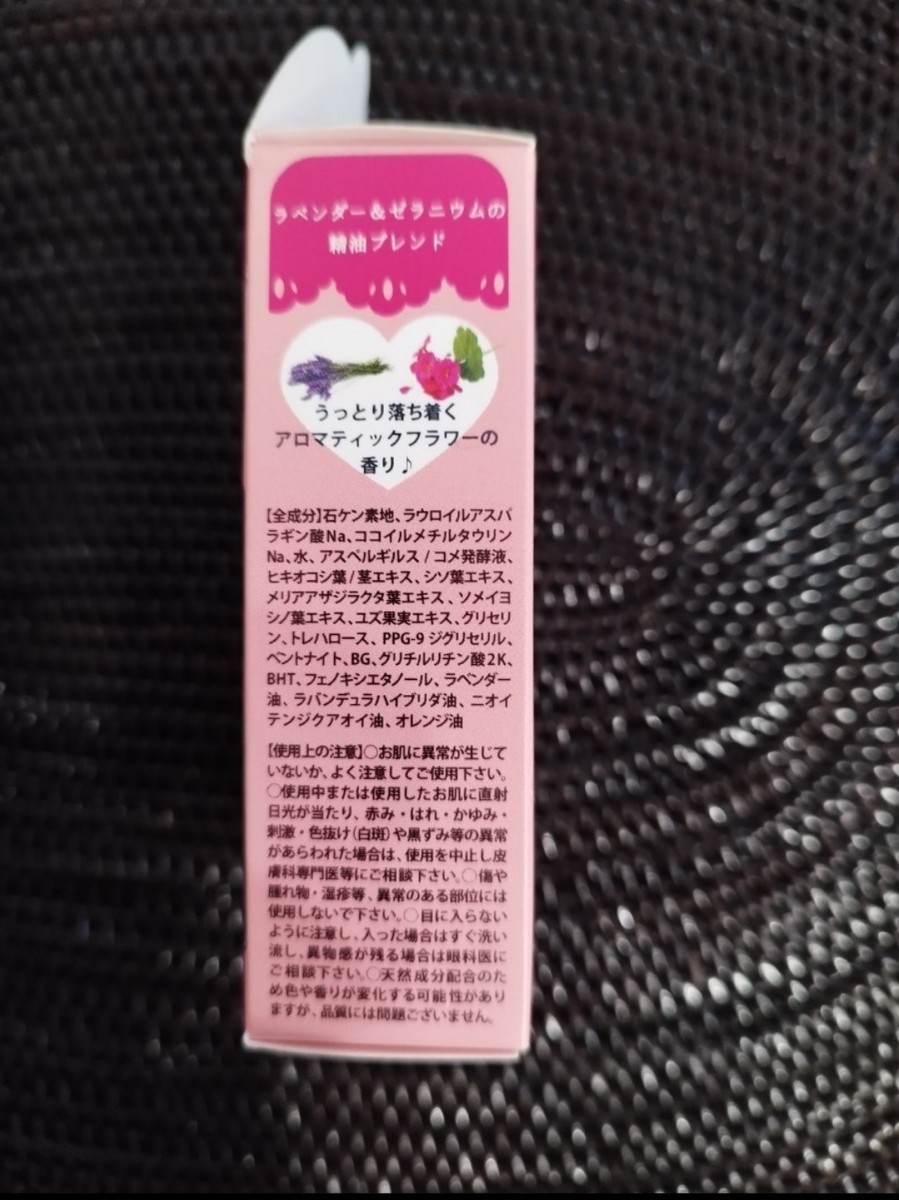 ラベンダー&ゼラニウムの
精油ブレンド
うっとり落ち着く
アロマティックフラワーの
香り♪
【全成分】石ケン素地、ラウロイルアスパ
ラギン酸Na、ココイルメチルタウリン
Na、水、アスペルギルス/コメ発酵液、
ヒキオコシ葉/茎エキス、シソ葉エキス、
メリアアザジラクタ葉エキス、ソメイヨ
シノ葉エキス、ユズ果実エキス、グリセリ
ン、トレハロース、PPG-9ジグリセリル、
ベントナイト、BG、グリチルリチン酸2K、
BHT、フェノキシエタノール、ラベンダー
油、ラバンデュラハイブリダ油、ニオイ
テンジクアオイ油、オレンジ油
【使用上の注意】○お肌に異常が生じて
いないか、よく注意してご使用下さい。
○使用中または使用したお肌に直射
日光が当たり、赤み・はれ・かゆみ・
刺激・色抜け(白斑)や黒ずみ等の異常
があらわれた場合は、使用を中止し皮
膚科専門医等にご相談下さい。○傷や
腫れ物・湿疹等、異常のある部位には
使用しないで下さい。○目に入らない
ように注意し、入った場合はすぐ洗い
流し、異物感が残る場合は眼科医に
ご相談下さい。○天然成分配合のた
め色や香りが変化する可能性があり
ますが、品質には問題ございません。